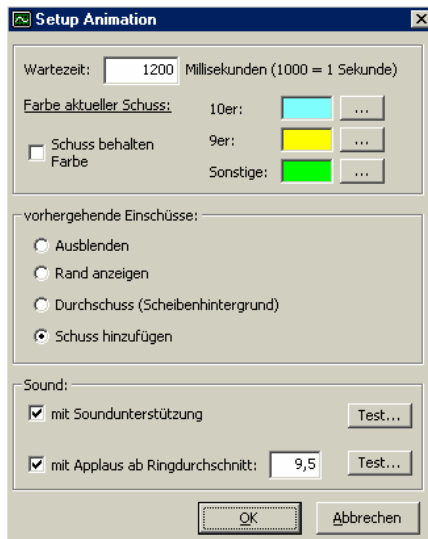 Setup Animation
Wartezeit: 1200 Millisekunden (1000 = 1 Sekunde)
Farbe aktueller Schuss:
10er: ...
Schuss behalten
Farbe
9er: ...
Sonstige: ...
vorhergehende Einschüsse:
Ausblenden
Rand anzeigen
Durchschuss (Scheibenhintergrund)
Schuss hinzufügen
Sound:
mit Soundunterstützung Test...
mit Applaus ab Ringdurchschnitt: 9,5 Test...
OK Abbrechen